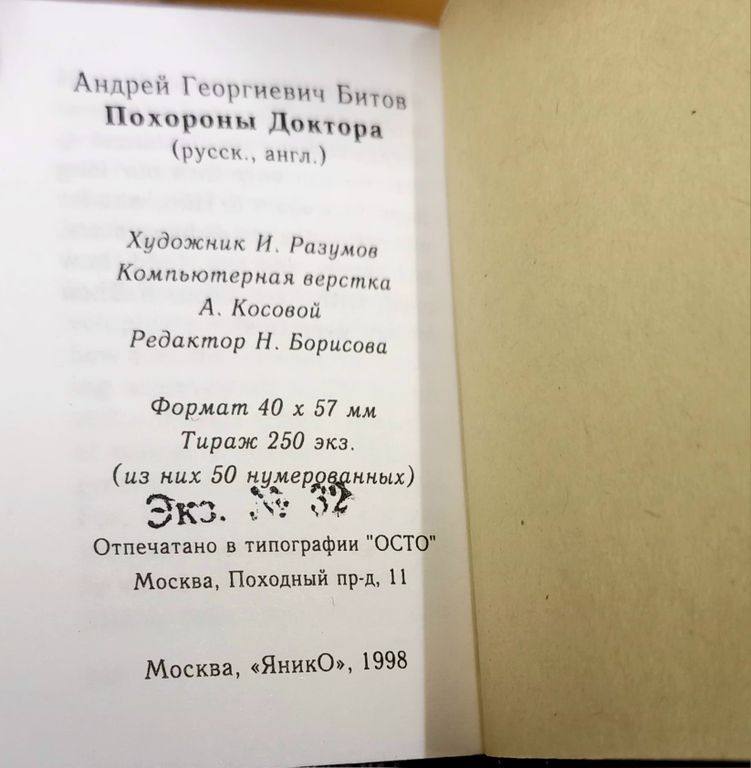 Андрей Георгиевич Битов
Похороны Доктора
(русск., англ.)
Художник И. Разумов
Компьютерная верстка
А. Косовой
Редактор Н. Борисова
Формат 40 х 57 мм
Тираж 250 экз.
(из них 50 нумерованных)
Экз. № 32
Отпечатано в типографии "ОСТО"
Москва, Походный пр-д, 11
Москва, «ЯникО», 1998